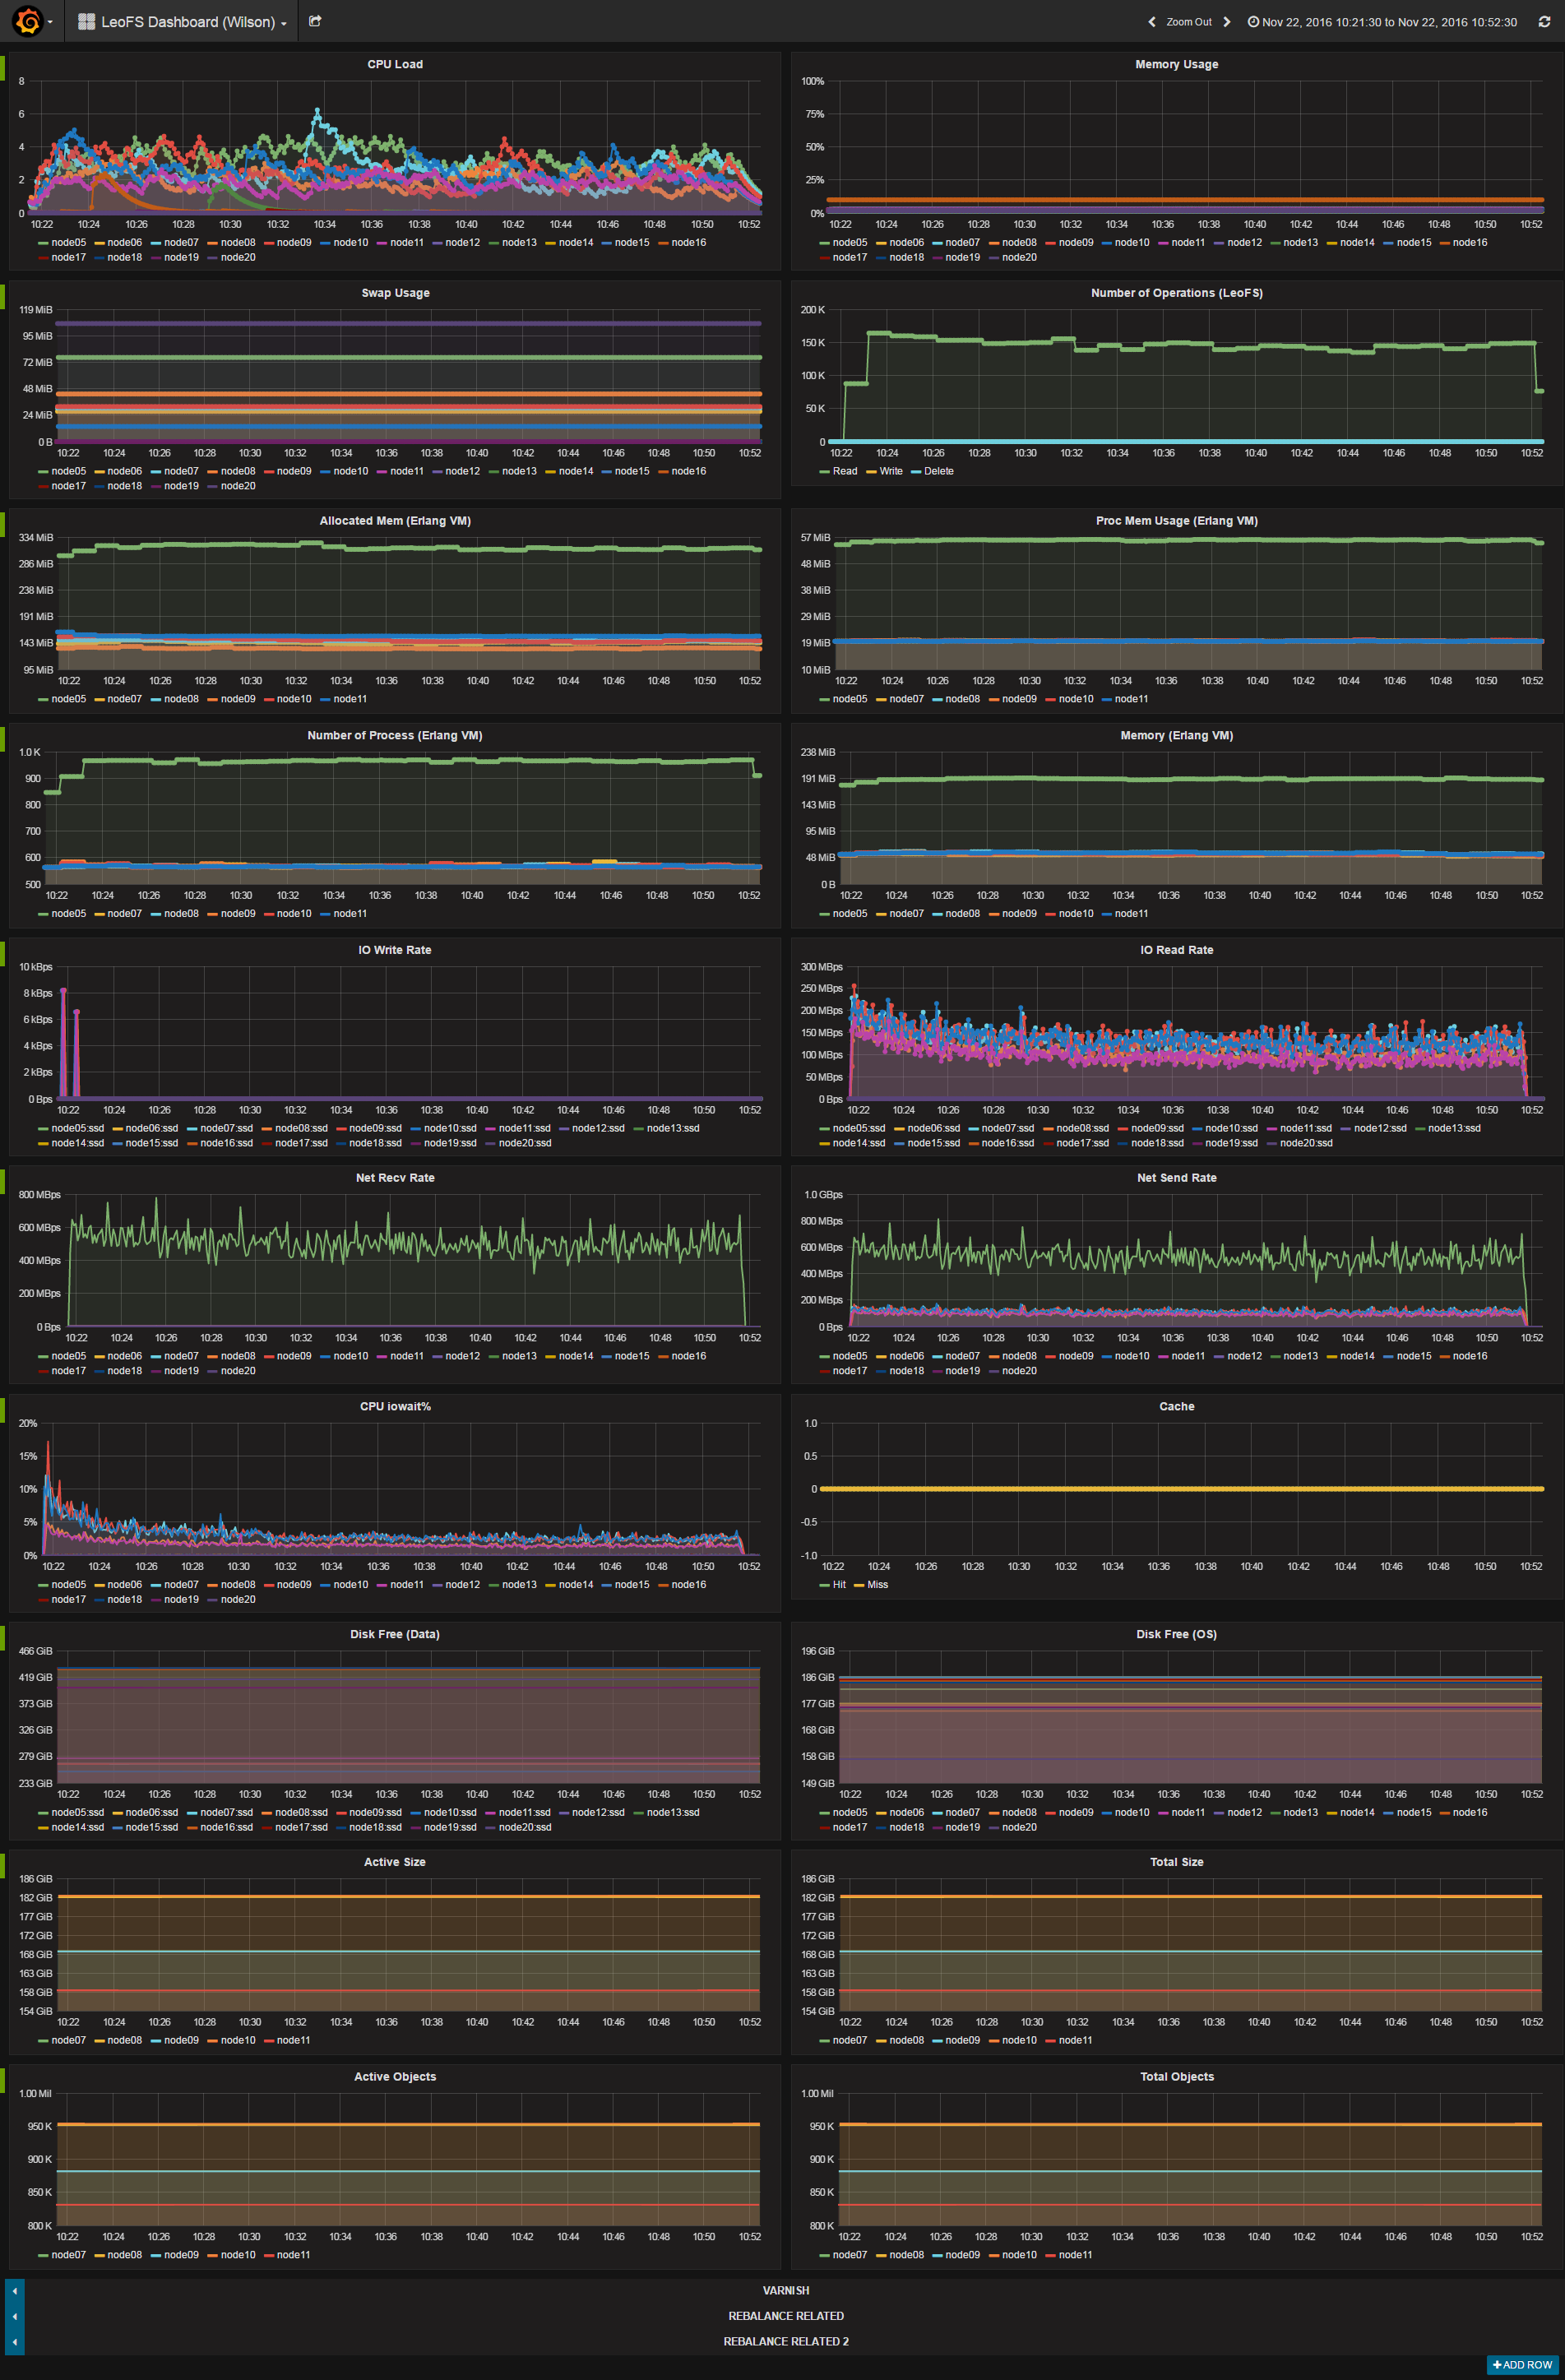 LeoFS Dashboard (Wilson)
Zoom Out
Nov 22, 2016 10:21:30 to Nov 22, 2016 10:52:30
CPU Load
8
6
4
2
0
10:22 10:24 10:26 10:28 10:30 10:32 10:34 10:36 10:38 10:40 10:42 10:44 10:46 10:48 10:50 10:52
node05 node06 node07 node08 node09 node10 node11 node12 node13 node14 node15 node16
node17 node18 node19 node20
Memory Usage
100%
75%
50%
25%
0%
10:22 10:24 10:26 10:28 10:30 10:32 10:34 10:36 10:38 10:40 10:42 10:44 10:46 10:48 10:50 10:52
node05 node06 node07 node08 node09 node10 node11 node12 node13 node14 node15 node16
node17 node18 node19 node20
Swap Usage
119 MiB
95 MiB
72 MiB
48 MiB
24 MiB
0 B
10:22 10:24 10:26 10:28 10:30 10:32 10:34 10:36 10:38 10:40 10:42 10:44 10:46 10:48 10:50 10:52
node05 node06 node07 node08 node09 node10 node11 node12 node13 node14 node15 node16
node17 node18 node19 node20
Number of Operations (LeoFS)
200 K
150 K
100 K
50 K
0
10:22 10:24 10:26 10:28 10:30 10:32 10:34 10:36 10:38 10:40 10:42 10:44 10:46 10:48 10:50 10:52
Read Write Delete
Allocated Mem (Erlang VM)
334 MiB
286 MiB
238 MiB
191 MiB
143 MiB
95 MiB
10:22 10:24 10:26 10:28 10:30 10:32 10:34 10:36 10:38 10:40 10:42 10:44 10:46 10:48 10:50 10:52
node05 node07 node08 node09 node10 node11
Proc Mem Usage (Erlang VM)
57 MiB
48 MiB
38 MiB
29 MiB
19 MiB
10 MiB
10:22 10:24 10:26 10:28 10:30 10:32 10:34 10:36 10:38 10:40 10:42 10:44 10:46 10:48 10:50 10:52
node05 node07 node08 node09 node10 node11
Number of Process (Erlang VM)
1.0 K
900
800
700
600
500
10:22 10:24 10:26 10:28 10:30 10:32 10:34 10:36 10:38 10:40 10:42 10:44 10:46 10:48 10:50 10:52
node05 node07 node08 node09 node10 node11
Memory (Erlang VM)
238 MiB
191 MiB
143 MiB
95 MiB
48 MiB
0 B
10:22 10:24 10:26 10:28 10:30 10:32 10:34 10:36 10:38 10:40 10:42 10:44 10:46 10:48 10:50 10:52
node05 node07 node08 node09 node10 node11
IO Write Rate
10 kBps
8 kBps
6 kBps
4 kBps
2 kBps
0 Bps
10:22 10:24 10:26 10:28 10:30 10:32 10:34 10:36 10:38 10:40 10:42 10:44 10:46 10:48 10:50 10:52
node05:ssd node06:ssd node07:ssd node08:ssd node09:ssd node10:ssd node11:ssd node12:ssd node13:ssd
node14:ssd node15:ssd node16:ssd node17:ssd node18:ssd node19:ssd node20:ssd
IO Read Rate
300 MBps
250 MBps
200 MBps
150 MBps
100 MBps
50 MBps
0 Bps
10:22 10:24 10:26 10:28 10:30 10:32 10:34 10:36 10:38 10:40 10:42 10:44 10:46 10:48 10:50 10:52
node05:ssd node06:ssd node07:ssd node08:ssd node09:ssd node10:ssd node11:ssd node12:ssd node13:ssd
node14:ssd node15:ssd node16:ssd node17:ssd node18:ssd node19:ssd node20:ssd
Net Recv Rate
800 MBps
600 MBps
400 MBps
200 MBps
0 Bps
10:22 10:24 10:26 10:28 10:30 10:32 10:34 10:36 10:38 10:40 10:42 10:44 10:46 10:48 10:50 10:52
node05 node06 node07 node08 node09 node10 node11 node12 node13 node14 node15 node16
node17 node18 node19 node20
Net Send Rate
1.0 GBps
800 MBps
600 MBps
400 MBps
200 MBps
0 Bps
10:22 10:24 10:26 10:28 10:30 10:32 10:34 10:36 10:38 10:40 10:42 10:44 10:46 10:48 10:50 10:52
node05 node06 node07 node08 node09 node10 node11 node12 node13 node14 node15 node16
node17 node18 node19 node20
CPU iowait%
20%
15%
10%
5%
0%
10:22 10:24 10:26 10:28 10:30 10:32 10:34 10:36 10:38 10:40 10:42 10:44 10:46 10:48 10:50 10:52
node05 node06 node07 node08 node09 node10 node11 node12 node13 node14 node15 node16
node17 node18 node19 node20
Cache
1.0
0.5
0
-0.5
-1.0
10:22 10:24 10:26 10:28 10:30 10:32 10:34 10:36 10:38 10:40 10:42 10:44 10:46 10:48 10:50 10:52
Hit Miss
Disk Free (Data)
466 GiB
419 GiB
373 GiB
326 GiB
279 GiB
233 GiB
10:22 10:24 10:26 10:28 10:30 10:32 10:34 10:36 10:38 10:40 10:42 10:44 10:46 10:48 10:50 10:52
node05:ssd node06:ssd node07:ssd node08:ssd node09:ssd node10:ssd node11:ssd node12:ssd node13:ssd
node14:ssd node15:ssd node16:ssd node17:ssd node18:ssd node19:ssd node20:ssd
Disk Free (OS)
196 GiB
186 GiB
177 GiB
168 GiB
158 GiB
149 GiB
10:22 10:24 10:26 10:28 10:30 10:32 10:34 10:36 10:38 10:40 10:42 10:44 10:46 10:48 10:50 10:52
node05 node06 node07 node08 node09 node10 node11 node12 node13 node14 node15 node16
node17 node18 node19 node20
Active Size
186 GiB
182 GiB
177 GiB
172 GiB
168 GiB
163 GiB
158 GiB
154 GiB
10:22 10:24 10:26 10:28 10:30 10:32 10:34 10:36 10:38 10:40 10:42 10:44 10:46 10:48 10:50 10:52
node07 node08 node09 node10 node11
Total Size
186 GiB
182 GiB
177 GiB
172 GiB
168 GiB
163 GiB
158 GiB
154 GiB
10:22 10:24 10:26 10:28 10:30 10:32 10:34 10:36 10:38 10:40 10:42 10:44 10:46 10:48 10:50 10:52
node07 node08 node09 node10 node11
Active Objects
1.00 Mil
950 K
900 K
850 K
800 K
10:22 10:24 10:26 10:28 10:30 10:32 10:34 10:36 10:38 10:40 10:42 10:44 10:46 10:48 10:50 10:52
node07 node08 node09 node10 node11
Total Objects
1.00 Mil
950 K
900 K
850 K
800 K
10:22 10:24 10:26 10:28 10:30 10:32 10:34 10:36 10:38 10:40 10:42 10:44 10:46 10:48 10:50 10:52
node07 node08 node09 node10 node11
VARNISH
REBALANCE RELATED
REBALANCE RELATED 2
+ADD ROW